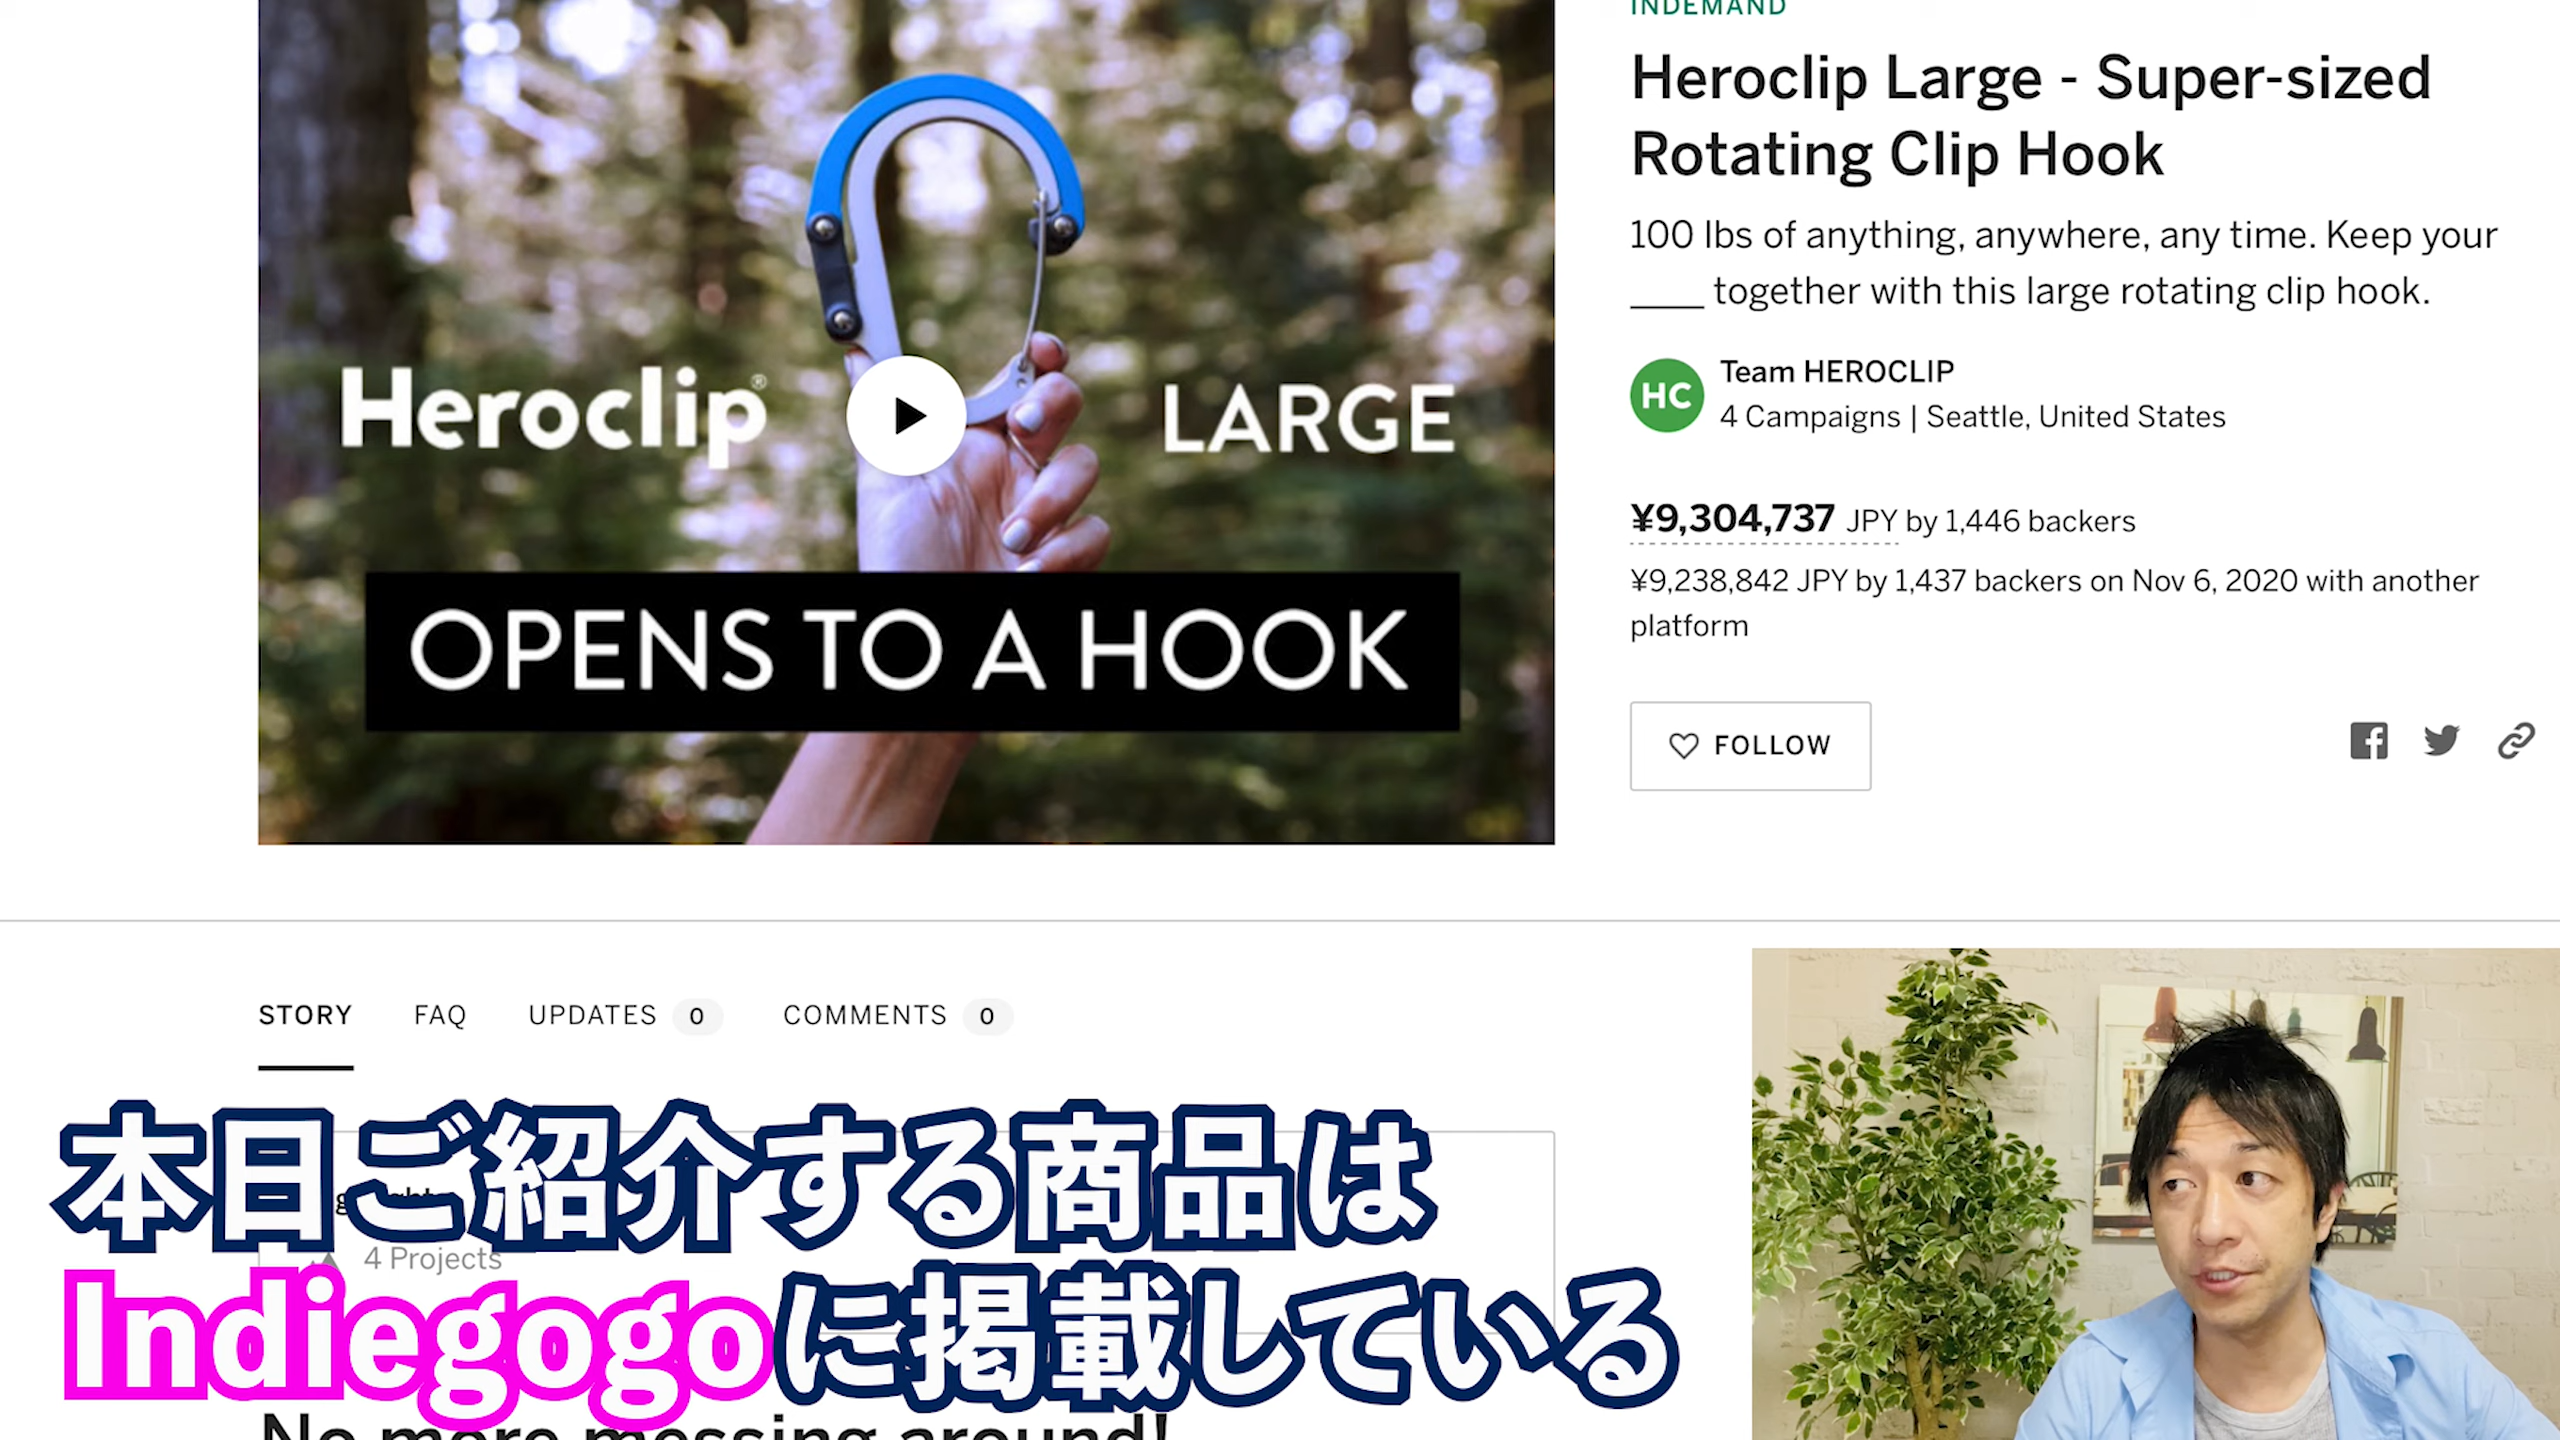 INDEMAND
Heroclip Large - Super-sized
Rotating Clip Hook
100 lbs of anything, anywhere, any time. Keep your
____ together with this large rotating clip hook.
HC
Team HEROCLIP
4 Campaigns | Seattle, United States
¥9,304,737 JPY by 1,446 backers
¥9,238,842 JPY by 1,437 backers on Nov 6, 2020 with another
platform
FOLLOW
Heroclip® LARGE
OPENS TO A HOOK
STORY FAQ UPDATES 0 COMMENTS 0
本日ご紹介する商品は
4 Projects
Indiegogoに掲載している
No more messing around!